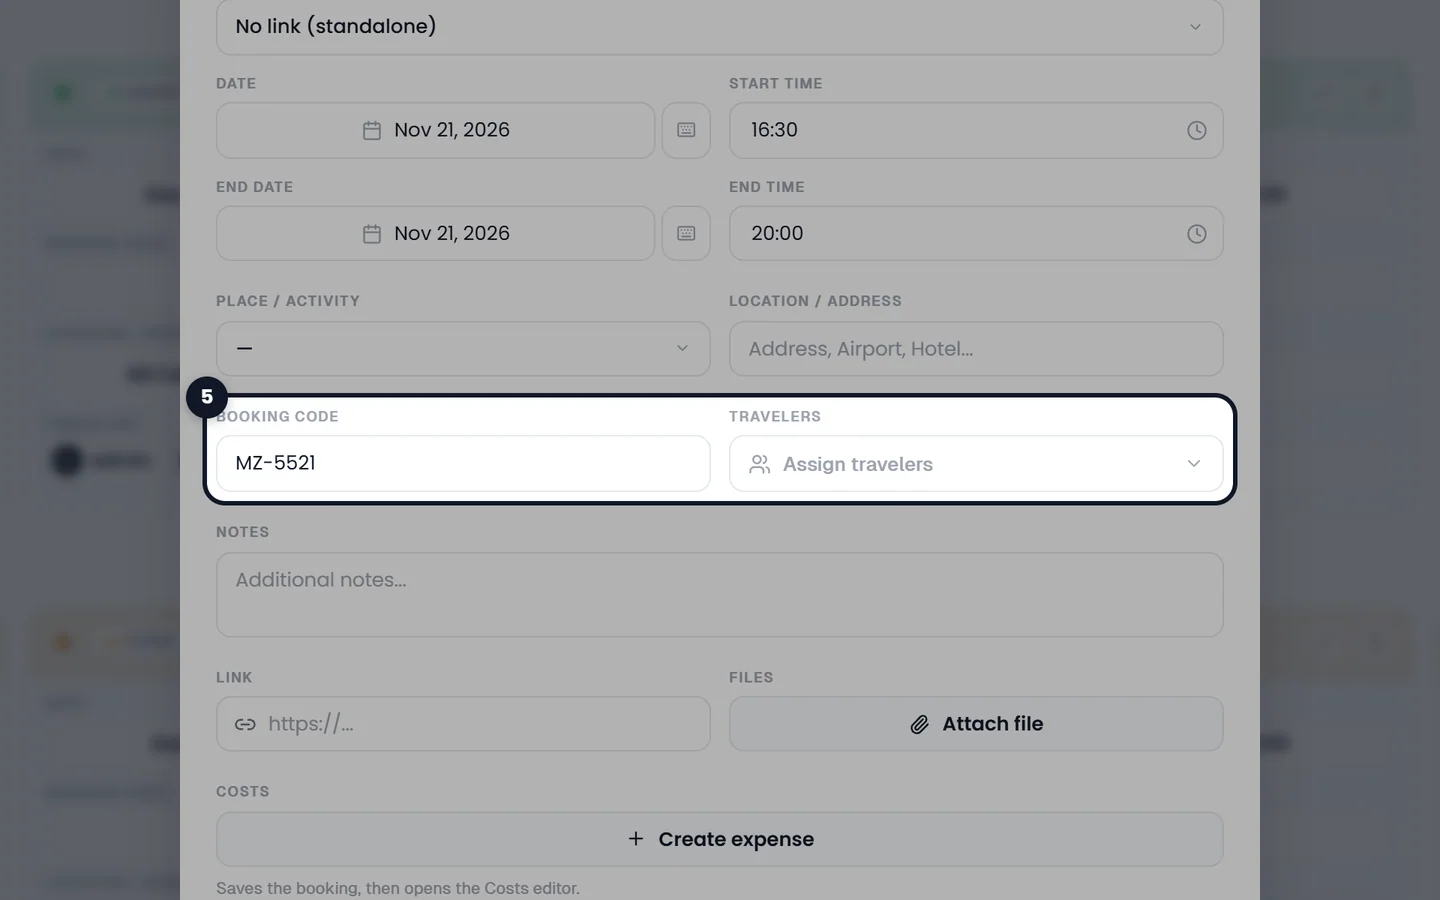 No link (standalone)
DATE
START TIME
Nov 21, 2026
16:30
END DATE
END TIME
Nov 21, 2026
20:00
PLACE / ACTIVITY
LOCATION / ADDRESS
—
Address, Airport, Hotel...
5
BOOKING CODE
TRAVELERS
MZ-5521
Assign travelers
NOTES
Additional notes...
LINK
FILES
https://...
Attach file
COSTS
+ Create expense
Saves the booking, then opens the Costs editor.